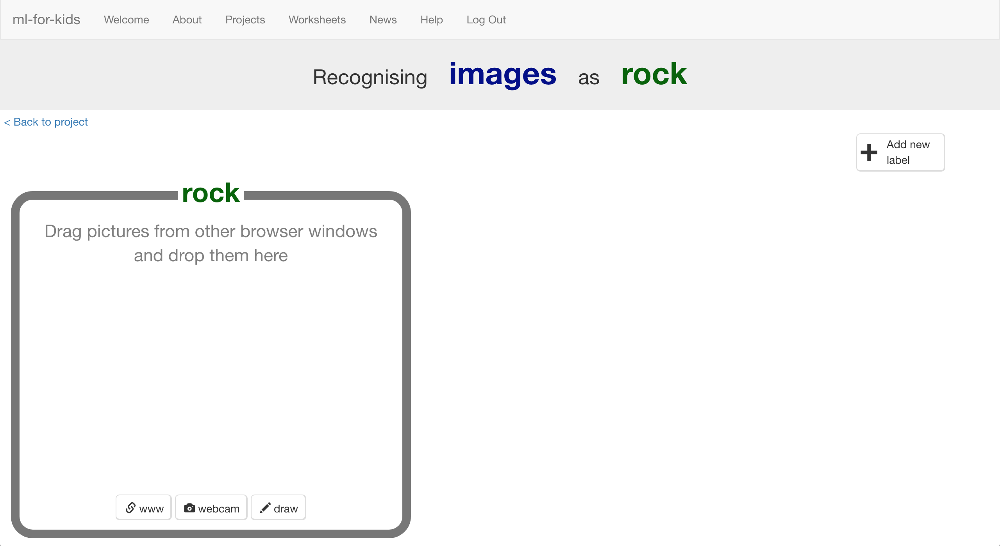 ml-for-kids Welcome About Projects Worksheets News Help Log Out
Recognising images as rock
< Back to project
Add new
label
rock
Drag pictures from other browser windows
and drop them here
www webcam draw